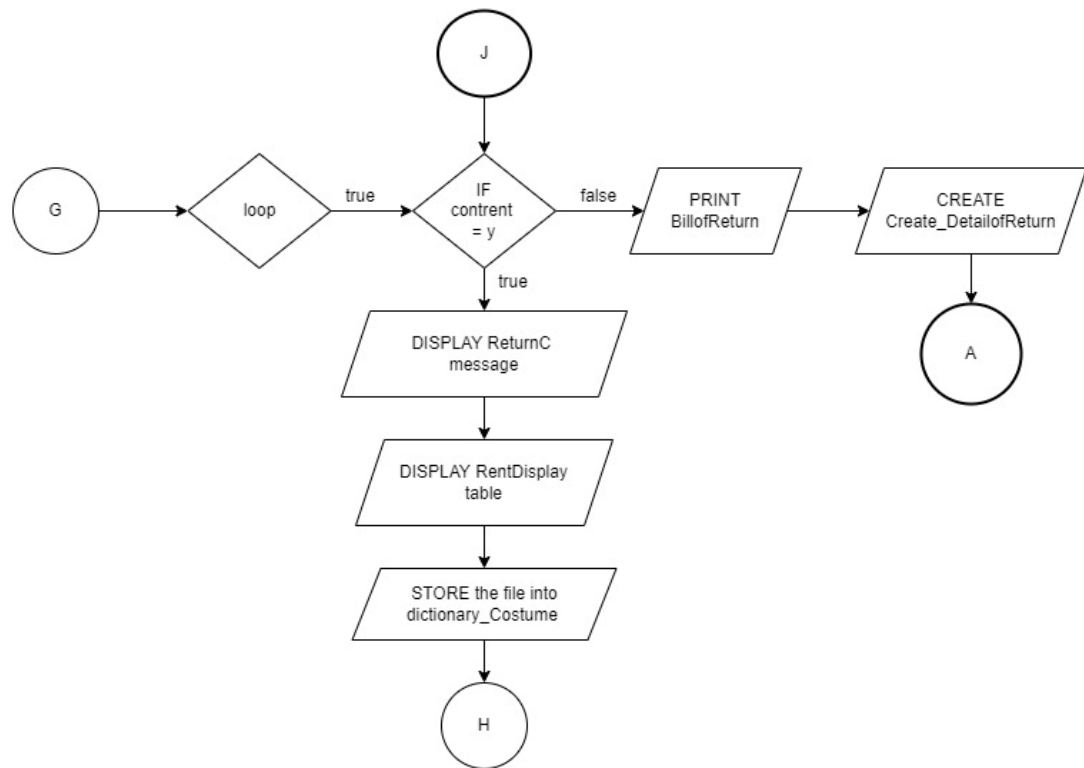 J
G
loop
true
IF
contrent
= y
false
PRINT
BillofReturn
CREATE
Create_DetailofReturn
true
A
DISPLAY ReturnC
message
DISPLAY RentDisplay
table
STORE the file into
dictionary_Costume
H